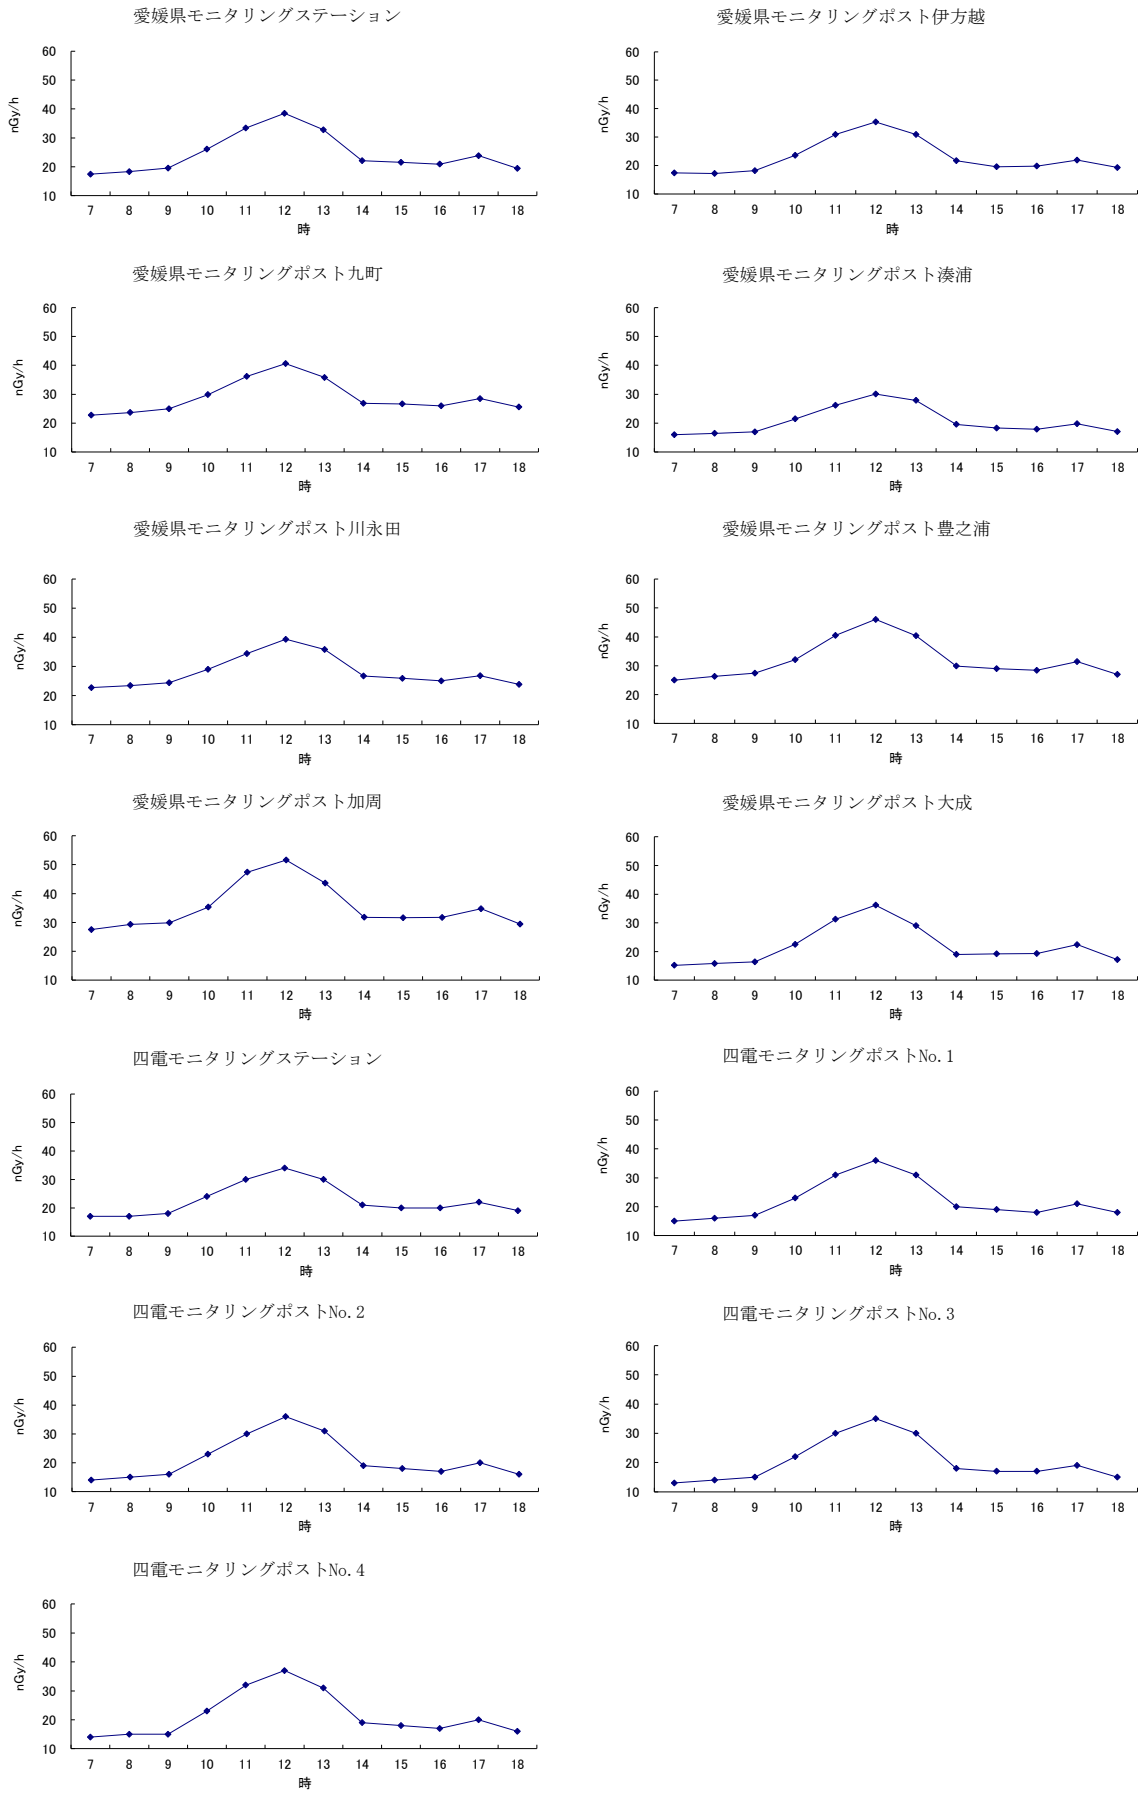 愛媛県モニタリングステーション
60
50
40
30
20
10
nGy/h
7 8 9 10 11 12 13 14 15 16 17 18
時
愛媛県モニタリングポスト伊方越
60
50
40
30
20
10
nGy/h
7 8 9 10 11 12 13 14 15 16 17 18
時
愛媛県モニタリングポスト九町
60
50
40
30
20
10
nGy/h
7 8 9 10 11 12 13 14 15 16 17 18
時
愛媛県モニタリングポスト湊浦
60
50
40
30
20
10
nGy/h
7 8 9 10 11 12 13 14 15 16 17 18
時
愛媛県モニタリングポスト川永田
60
50
40
30
20
10
nGy/h
7 8 9 10 11 12 13 14 15 16 17 18
時
愛媛県モニタリングポスト豊之浦
60
50
40
30
20
10
nGy/h
7 8 9 10 11 12 13 14 15 16 17 18
時
愛媛県モニタリングポスト加周
60
50
40
30
20
10
nGy/h
7 8 9 10 11 12 13 14 15 16 17 18
時
愛媛県モニタリングポスト大成
60
50
40
30
20
10
nGy/h
7 8 9 10 11 12 13 14 15 16 17 18
時
四電モニタリングステーション
60
50
40
30
20
10
nGy/h
7 8 9 10 11 12 13 14 15 16 17 18
時
四電モニタリングポストNo.1
60
50
40
30
20
10
nGy/h
7 8 9 10 11 12 13 14 15 16 17 18
時
四電モニタリングポストNo.2
60
50
40
30
20
10
nGy/h
7 8 9 10 11 12 13 14 15 16 17 18
時
四電モニタリングポストNo.3
60
50
40
30
20
10
nGy/h
7 8 9 10 11 12 13 14 15 16 17 18
時
四電モニタリングポストNo.4
60
50
40
30
20
10
nGy/h
7 8 9 10 11 12 13 14 15 16 17 18
時